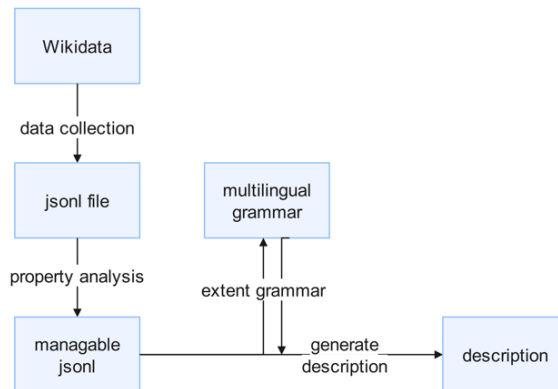 Wikidata
data collection
jsonl file
multilingual
grammar
property analysis
extent grammar
managable
jsonl
generate
description
description